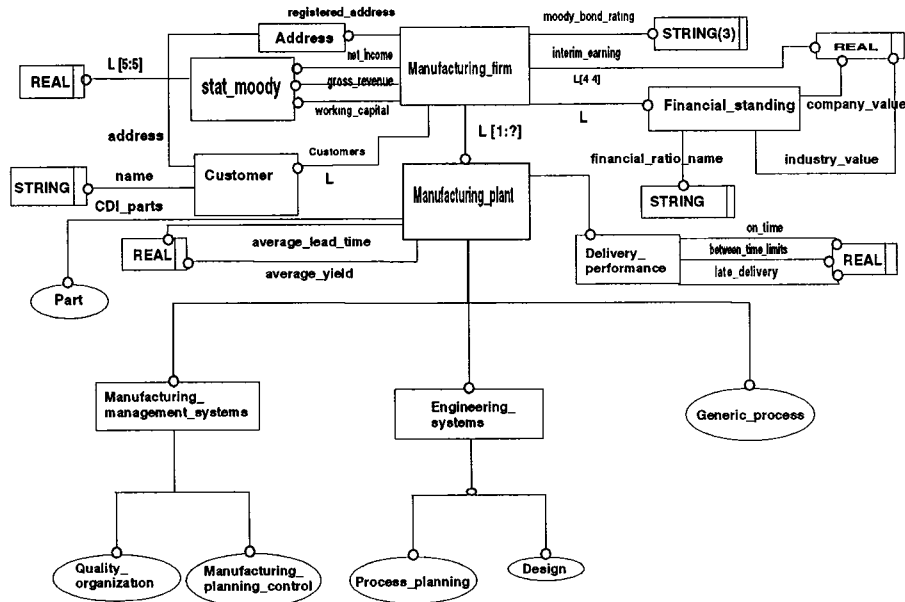 registered_address
moody_bond_rating
Address
STRING(3)
net_income
interim_earning
REAL
Manufacturing_firm
L [5:5]
REAL
stat_moody
gross_revenue
L[4 4]
Financial_standing
company_value
working_capital
L
L [1:?]
address
Customers
financial_ratio_name
industry_value
name
Customer
L
STRING
Manufacturing_plant
STRING
CDI_parts
on_time
average_lead_time
between_time_limits
REAL
Delivery_
performance
REAL
late_delivery
average_yield
Part
Manufacturing_
management_systems
Engineering_
systems
Generic_process
Quality_
organization
Manufacturing_
planning_control
Process_planning
Design